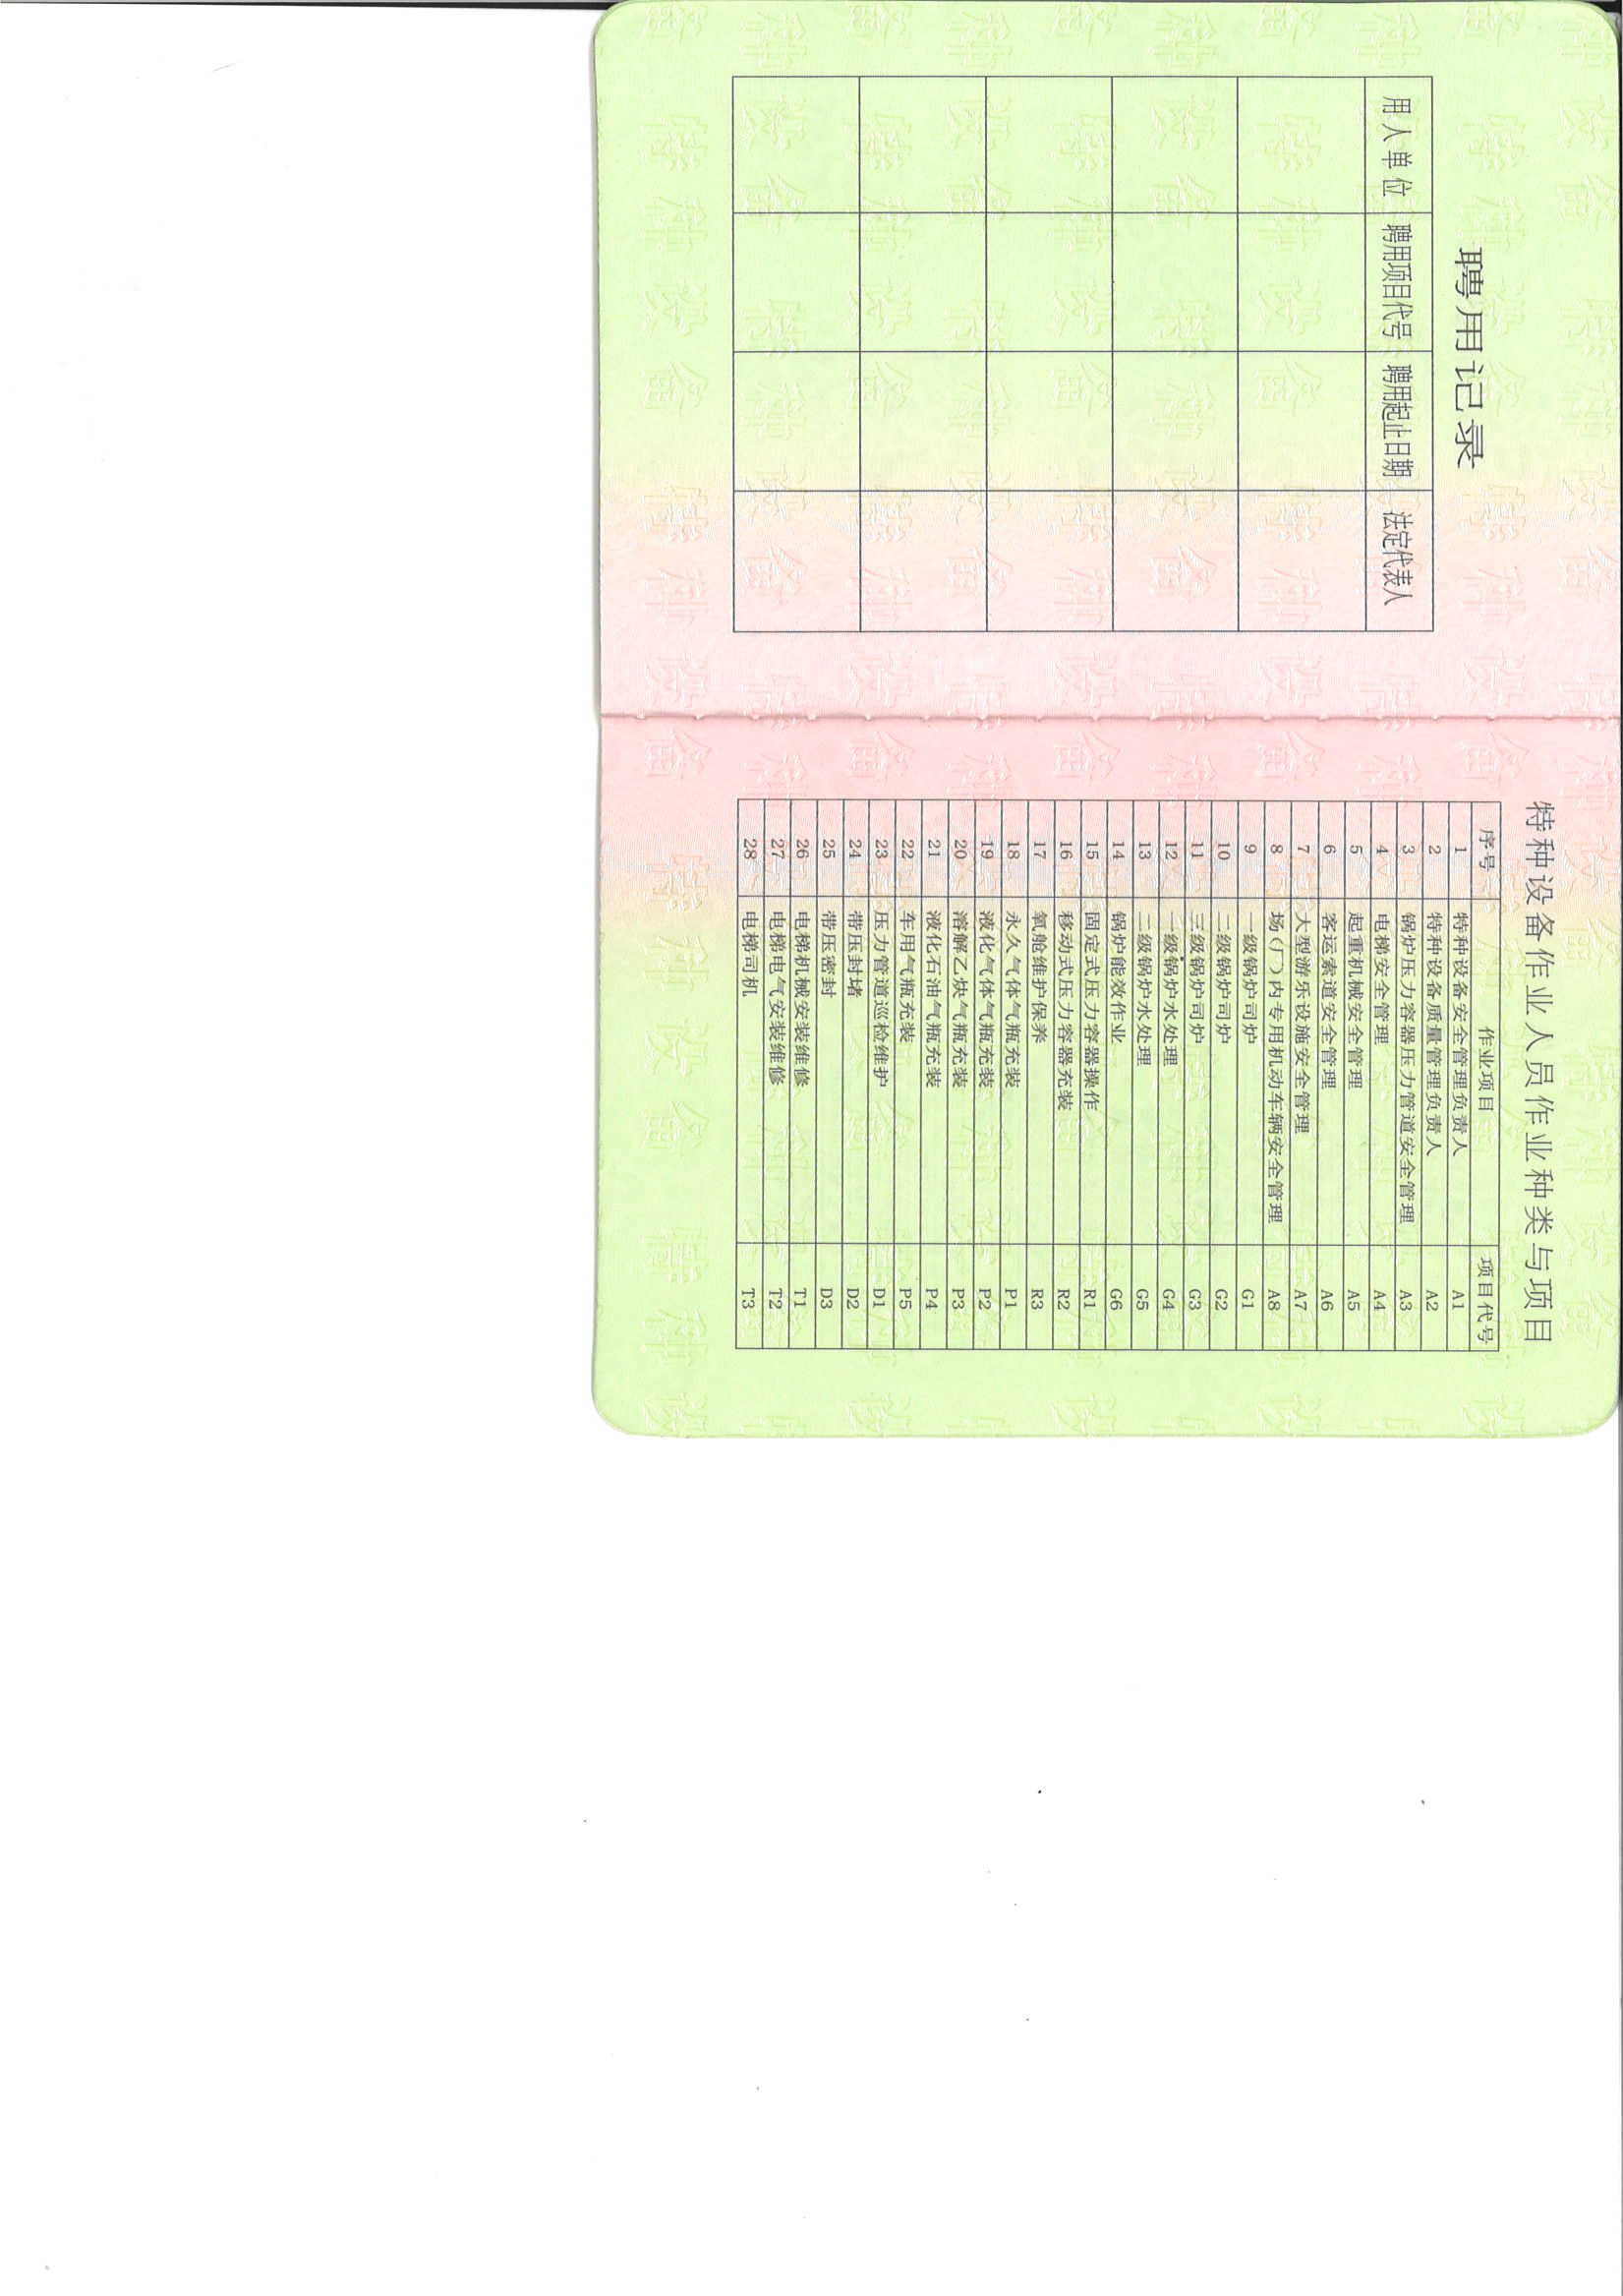 聘用记录
用人单位 聘用项目代号 聘用起止日期 法定代表人
特种设备作业人员作业种类与项目
序号 作业项目 项目代号
1 特种设备安全管理负责人 A1
2 特种设备质量管理负责人 A2
3 锅炉压力容器压力管道安全管理 A3
4 电梯安全管理 A4
5 起重机械安全管理 A5
6 客运索道安全管理 A6
7 大型游乐设施安全管理 A7
8 场(厂)内专用机动车辆安全管理 A8
9 一级锅炉司炉 G1
10 二级锅炉司炉 G2
11 三级锅炉司炉 G3
12 一级锅炉水处理 G4
13 二级锅炉水处理 G5
14 锅炉能效作业 G6
15 固定式压力容器操作 R1
16 移动式压力容器充装 R2
17 氧舱维护保养 R3
18 永久气体气瓶充装 P1
19 液化气体气瓶充装 P2
20 溶解乙炔气瓶充装 P3
21 液化石油气瓶充装 P4
22 车用气瓶充装 P5
23 压力管道巡检维护 D1
24 带压封堵 D2
25 带压密封 D3
26 电梯机械安装维修 T1
27 电梯电气安装维修 T2
28 电梯司机 T3